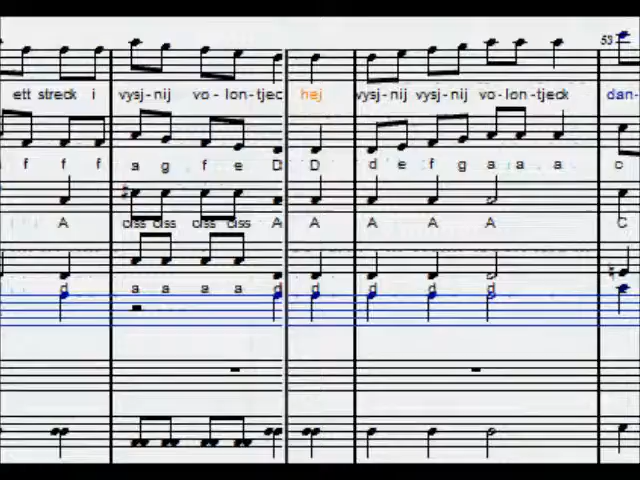 53
ett streck i vysj-nij vo-lon-tjec hej vysj-nij vysj-nij vo-lon-tjeck dan-
f f f a g f e D D d e f g a a a c
A ciss ciss ciss ciss A A A A A C
d a a a a d d d d d